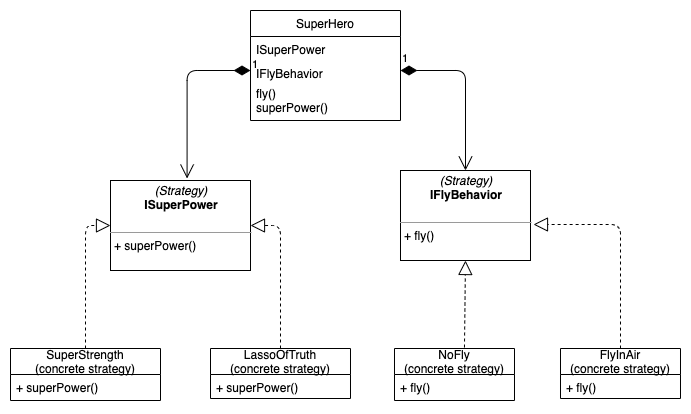 SuperHero
ISuperPower
1
1
IFlyBehavior
fly()
superPower()
(Strategy)
ISuperPower
+ superPower()
(Strategy)
IFlyBehavior
+ fly()
SuperStrength
(concrete strategy)
+ superPower()
LassoOfTruth
(concrete strategy)
+ superPower()
NoFly
(concrete strategy)
+ fly()
FlyInAir
(concrete strategy)
+ fly()